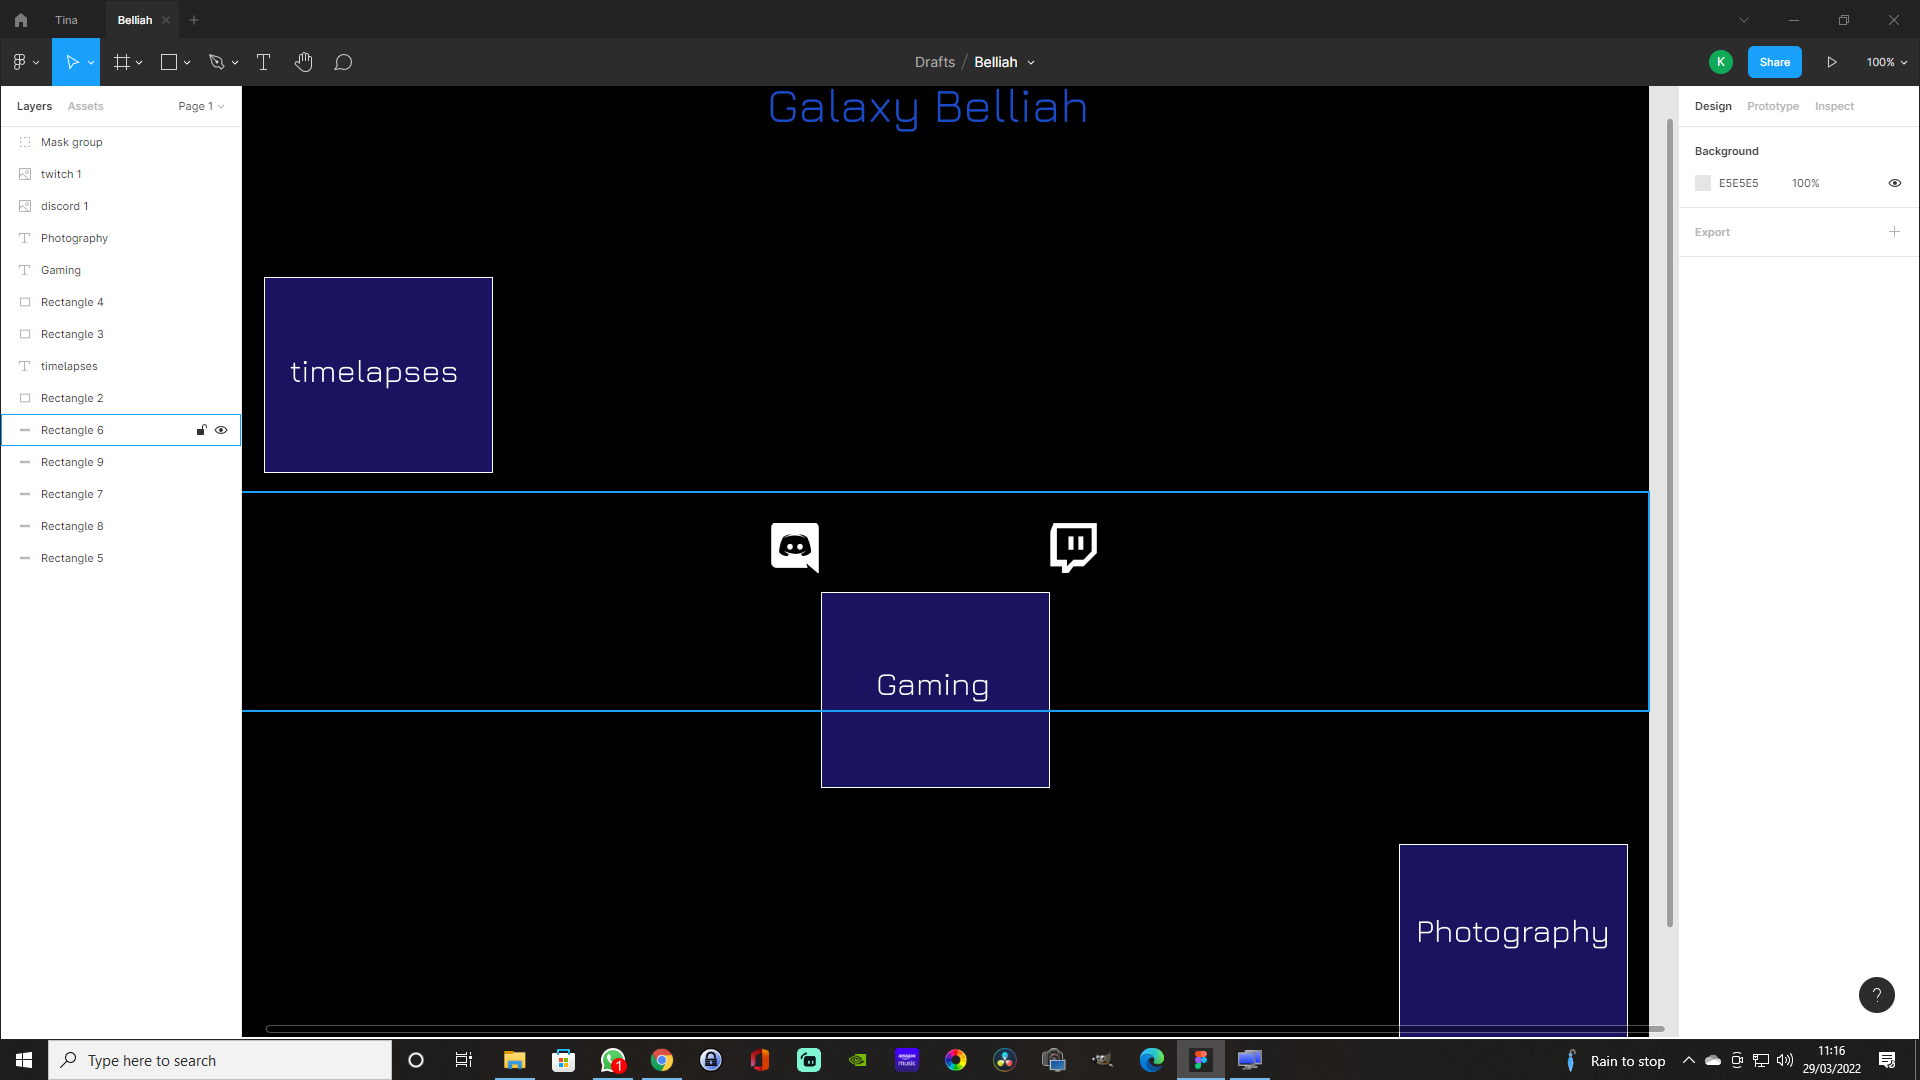 Tina
Belliah
Drafts / Belliah
K
Share
100%
Layers
Assets
Page 1
Design
Prototype
Inspect
Mask group
twitch 1
discord 1
Photography
Gaming
Rectangle 4
Rectangle 3
timelapses
Rectangle 2
Rectangle 6
Rectangle 9
Rectangle 7
Rectangle 8
Rectangle 5
Galaxy Belliah
timelapses
Gaming
Photography
Background
E5E5E5
100%
Export
?
Type here to search
1
amazon music
Rain to stop
11:16
29/03/2022